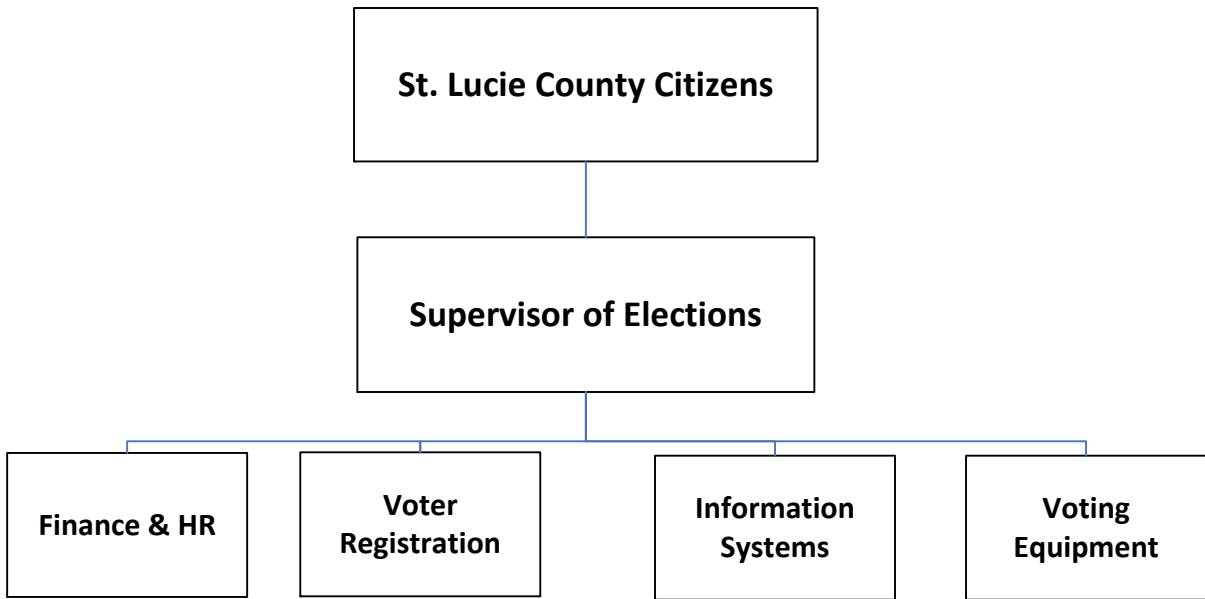 St. Lucie County Citizens
Supervisor of Elections
Finance & HR
Voter
Registration
Information
Systems
Voting
Equipment